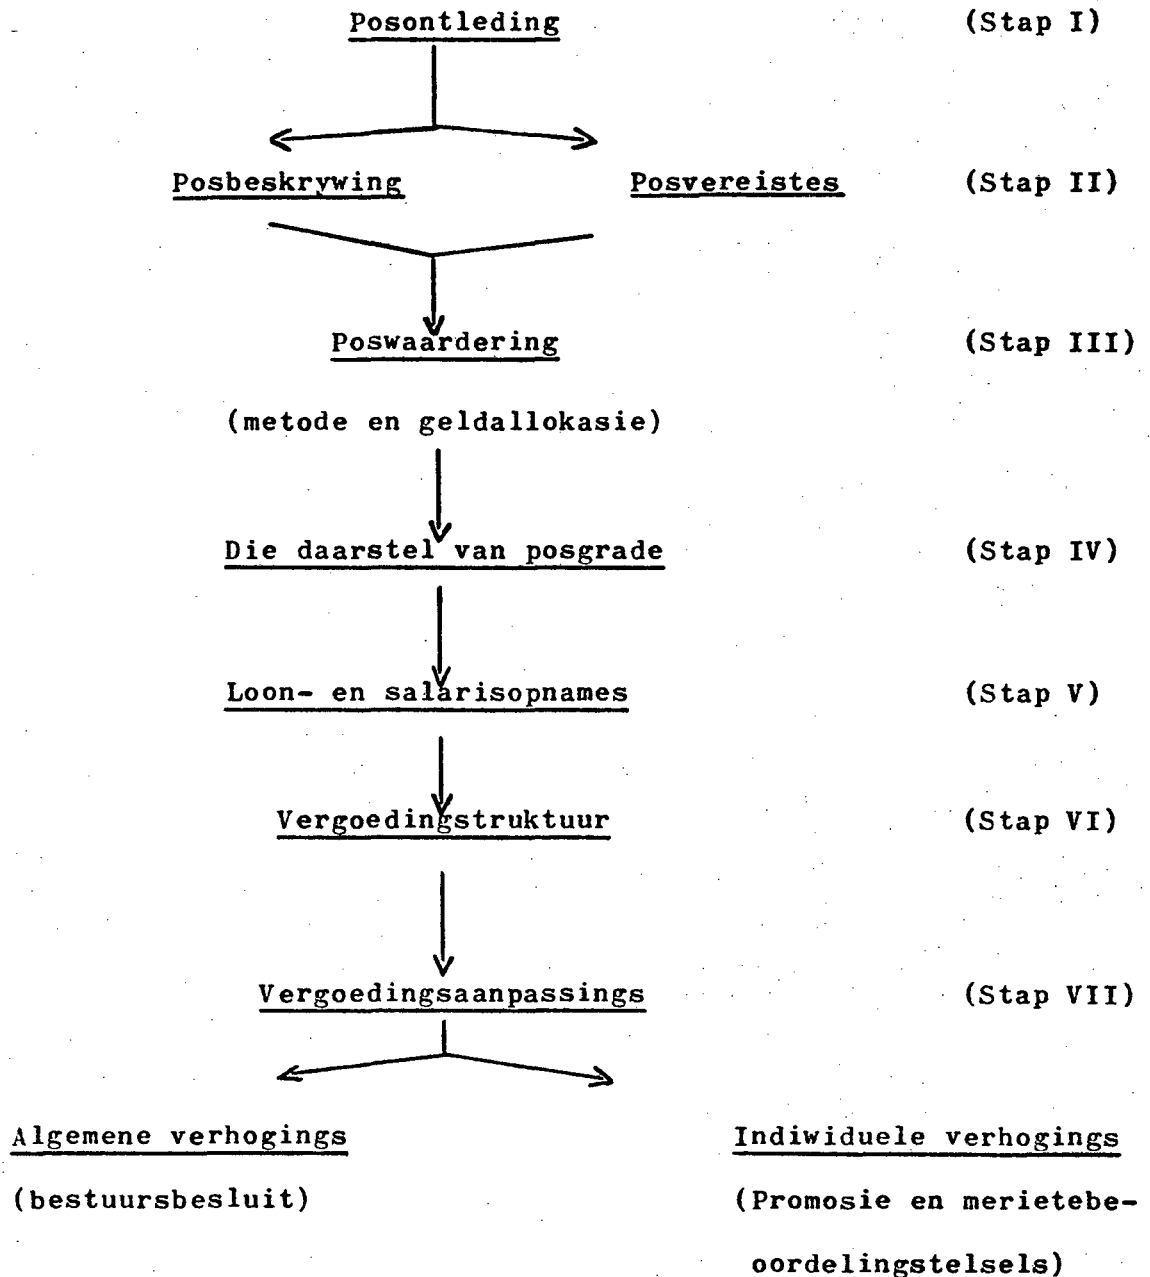 Posontleding (Stap I)
Posbeskrywing Posvereistes (Stap II)
Poswaardering (Stap III)
(metode en geldallokasie)
Die daarstel van posgrade (Stap IV)
Loon- en salarisopnames (Stap V)
Vergoedingstruktuur (Stap VI)
Vergoedingsaanpassings (Stap VII)
Algemene verhogings Indiwiduele verhogings
(bestuursbesluit) (Promosie en merietebe-
oordelingstelsels)